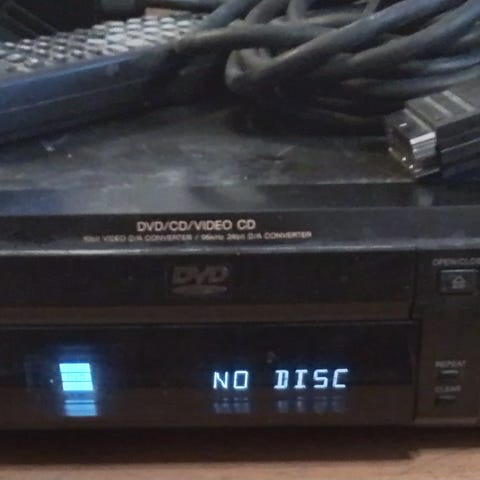 DVD/CD/VIDEO CD
10bit VIDEO D/A CONVERTER / 96kHz 24bit D/A CONVERTER
OPEN/CLOSE
DVD
NO DISC
REPEAT
CLEAR